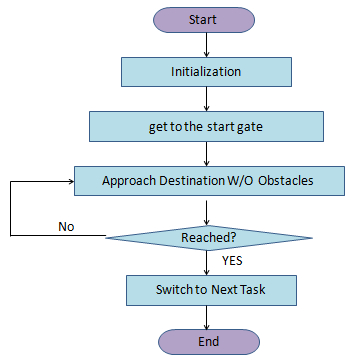 Start
Initialization
get to the start gate
Approach Destination W/O Obstacles
Reached?
No
YES
Switch to Next Task
End